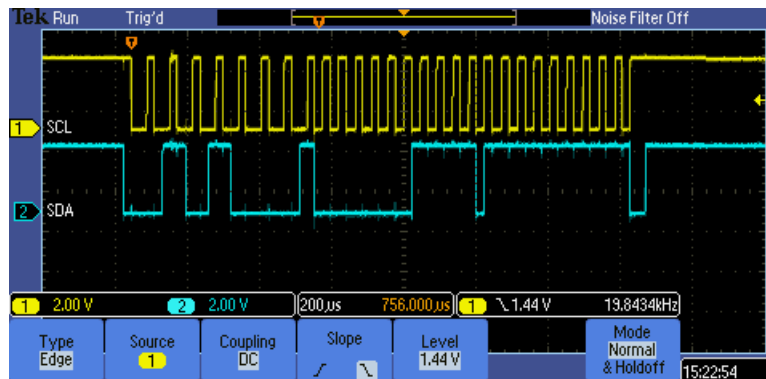 Tek Run Trig'd Noise Filter Off
T T
1 SCL
2 SDA
1 2.00 V 2 2.00 V 200µs 756.000µs 1 1.44 V 19.8434kHz
Type Source Coupling Slope Level Mode
Edge 1 DC 1.44 V Normal
& Holdoff
15:22:54